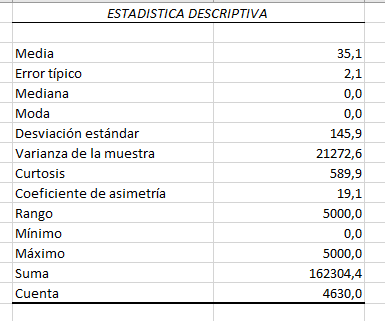 ESTADISTICA DESCRIPTIVA
Media 35,1
Error típico 2,1
Mediana 0,0
Moda 0,0
Desviación estándar 145,9
Varianza de la muestra 21272,6
Curtosis 589,9
Coeficiente de asimetría 19,1
Rango 5000,0
Mínimo 0,0
Máximo 5000,0
Suma 162304,4
Cuenta 4630,0